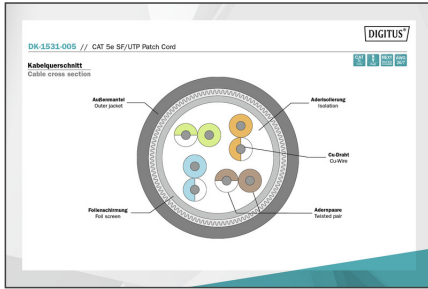 DIGITUS®
DK-1531-005 // CAT 5e SF/UTP Patch Cord
Kabelquerschnitt
Cable cross section
Außenmantel
Outer jacket
Aderisolierung
Isolation
Cu-Draht
Cu-Wire
Folienschirmung
Foil screen
Adernpaare
Twisted pair